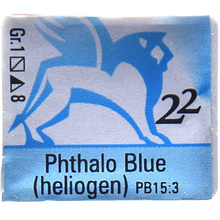 Gr.1 8
22
Phthalo Blue
(heliogen) PB15:3